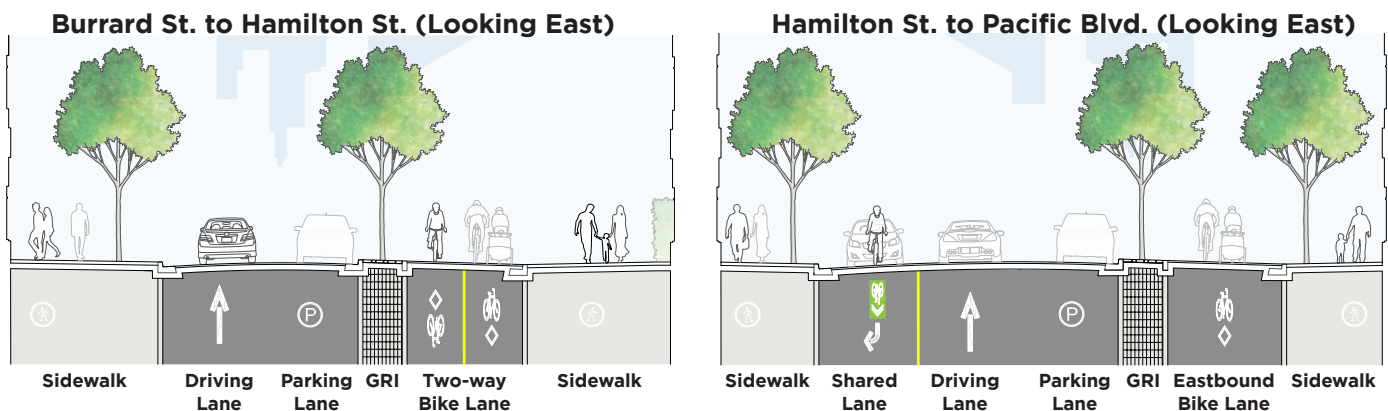 Burrard St. to Hamilton St. (Looking East)
P
Sidewalk
Driving Lane
Parking Lane
GRI
Two-way Bike Lane
Sidewalk
Hamilton St. to Pacific Blvd. (Looking East)
P
Sidewalk
Shared Lane
Driving Lane
Parking Lane
GRI
Eastbound Bike Lane
Sidewalk